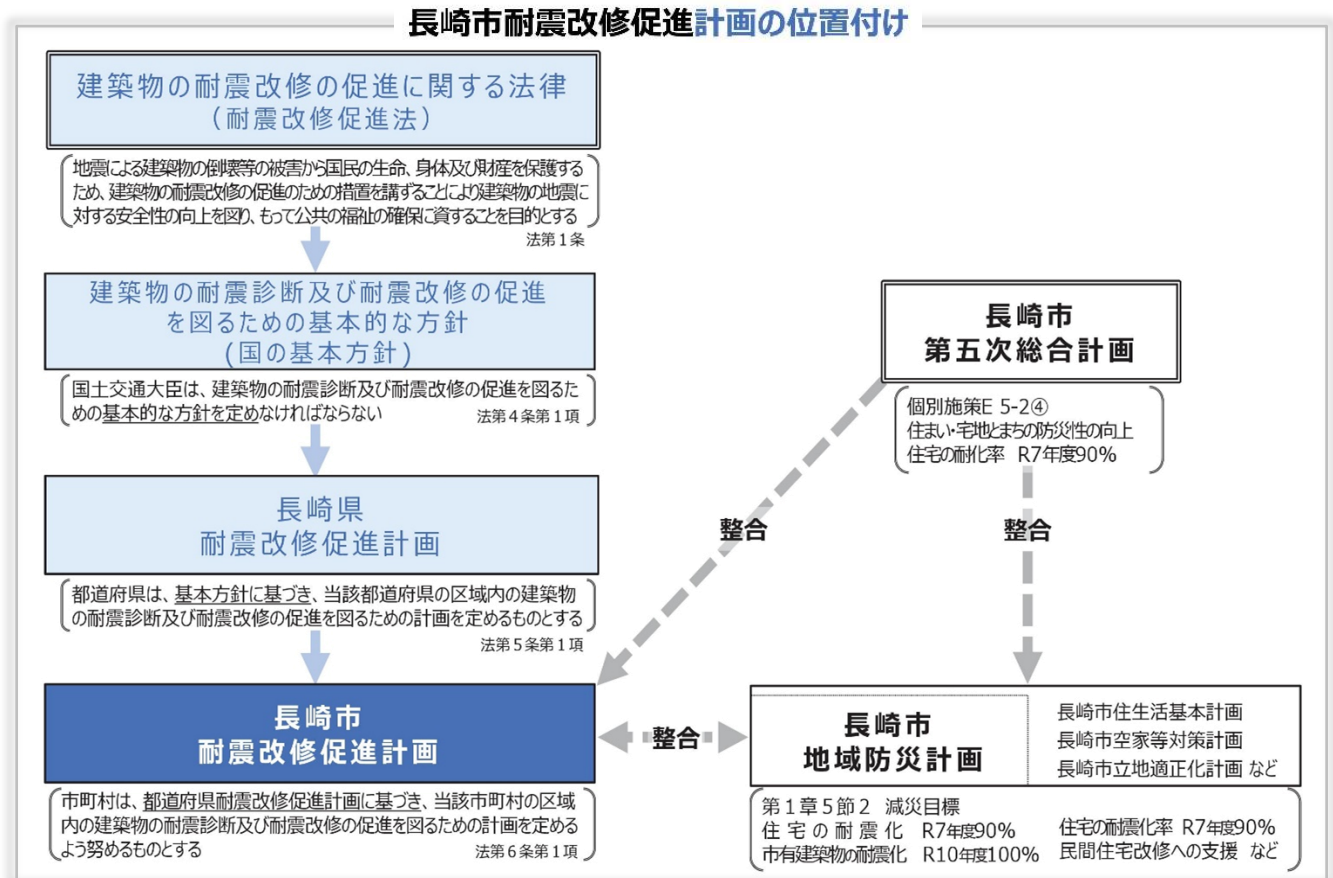 長崎市耐震改修促進計画の位置付け
建築物の耐震改修の促進に関する法律
（耐震改修促進法）
地震による建築物の倒壊等の被害から国民の生命、身体及び財産を保護する
ため、建築物の耐震改修の促進のための措置を講ずることにより建築物の地震に
対する安全性の向上を図り、もって公共の福祉の確保に資することを目的とする
法第１条
建築物の耐震診断及び耐震改修の促進
を図るための基本的な方針
(国の基本方針)
国土交通大臣は、建築物の耐震診断及び耐震改修の促進を図るた
めの基本的な方針を定めなければならない
法第４条第１項
長崎県
耐震改修促進計画
都道府県は、基本方針に基づき、当該都道府県の区域内の建築物
の耐震診断及び耐震改修の促進を図るための計画を定めるものとする
法第５条第１項
長崎市
耐震改修促進計画
市町村は、都道府県耐震改修促進計画に基づき、当該市町村の区域
内の建築物の耐震診断及び耐震改修の促進を図るための計画を定める
よう努めるものとする
法第６条第１項
長崎市
第五次総合計画
個別施策E 5-2④
住まい・宅地とまちの防災性の向上
住宅の耐化率 R7年度90%
整合
整合
整合
長崎市
地域防災計画
長崎市住生活基本計画
長崎市空家等対策計画
長崎市立地適正化計画 など
第１章５節２ 減災目標
住宅の耐震化 R7年度90%
市有建築物の耐震化 R10年度100%
住宅の耐震化率 R7年度90%
民間住宅改修への支援 など